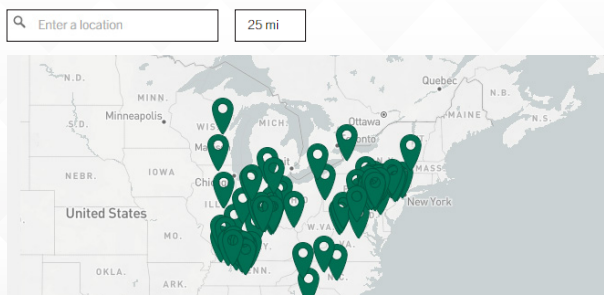 Enter a location
25 mi
N.D.
MINN.
Minneapolis
Quebec
N.B.
Ottawa
MAINE
N.S.
S.D.
WIS
MICH.
NEBR.
IOWA
MASS
New York
United States
ILL
MO.
W.VA.
OKLA.
ARK.